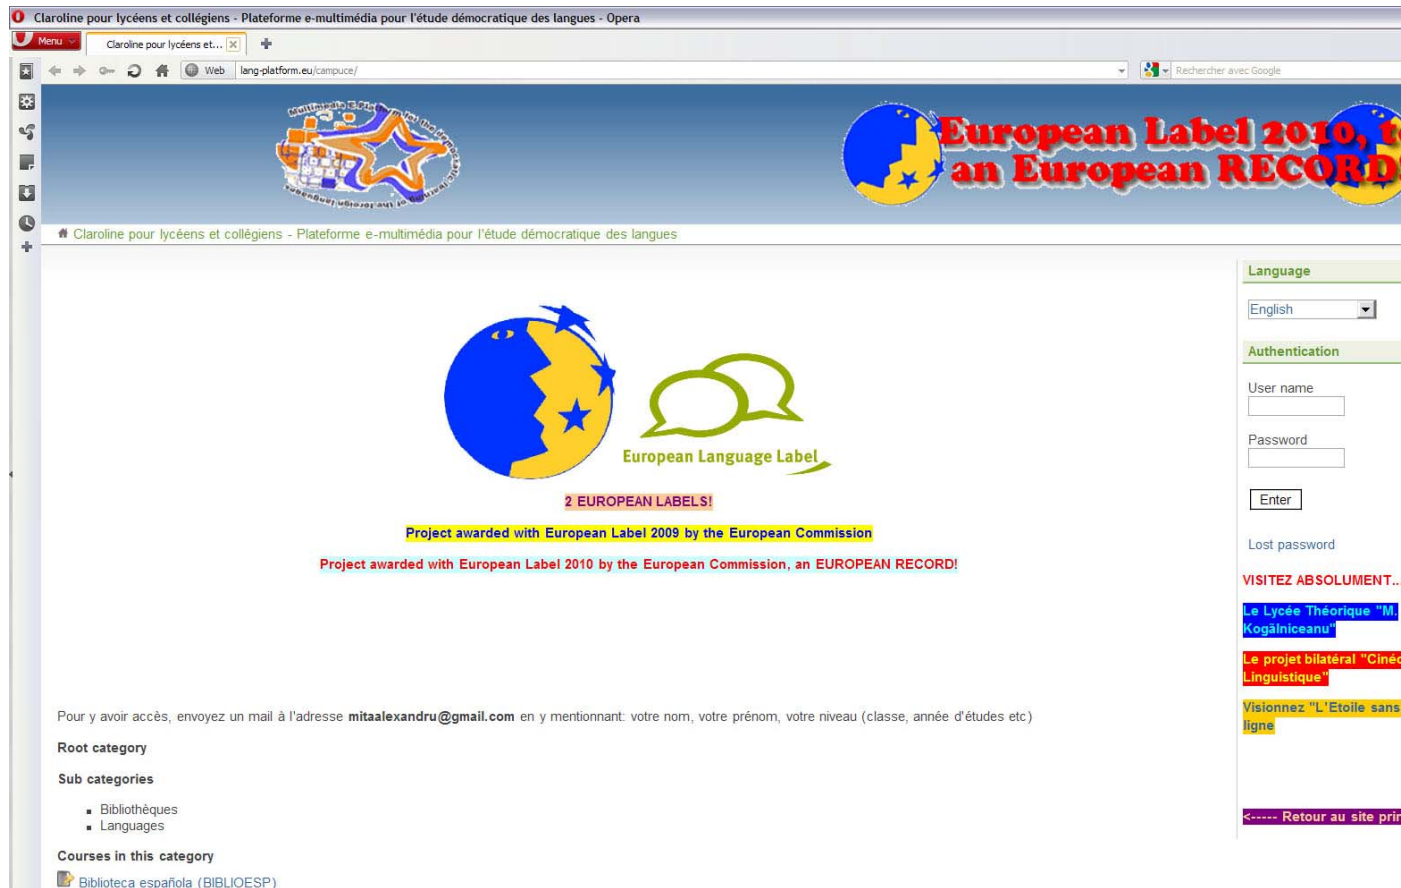 Claroline pour lycéens et collégiens - Plateforme e-multimédia pour l'étude démocratique des langues - Opera
Menu
Claroline pour lycéens et...
Web
lang-platform.eu/campuce/
Rechercher avec Google
Multimedia E-Platform for the democratic
foreign languages
European Label 2010,
an European RECORD!
Claroline pour lycéens et collégiens - Plateforme e-multimédia pour l'étude démocratique des langues
Language
English
Authentication
User name
Password
Enter
Lost password
VISITEZ ABSOLUMENT...
Le Lycée Théorique "M.
Kogălniceanu"
Le projet bilatéral
Linguistique"
Visionnez "L'Etoile sans
ligne
<----- Retour au site
European Language Label
2 EUROPEAN LABELS!
Project awarded with European Label 2009 by the European Commission
Project awarded with European Label 2010 by the European Commission, an EUROPEAN RECORD!
Pour y avoir accès, envoyez un mail à l'adresse mitaalexandru@gmail.com en y mentionnant: votre nom, votre prénom, votre niveau (classe, année d'études etc)
Root category
Sub categories
Bibliothèques
Languages
Courses in this category
Biblioteca española (BIBLIOESP)